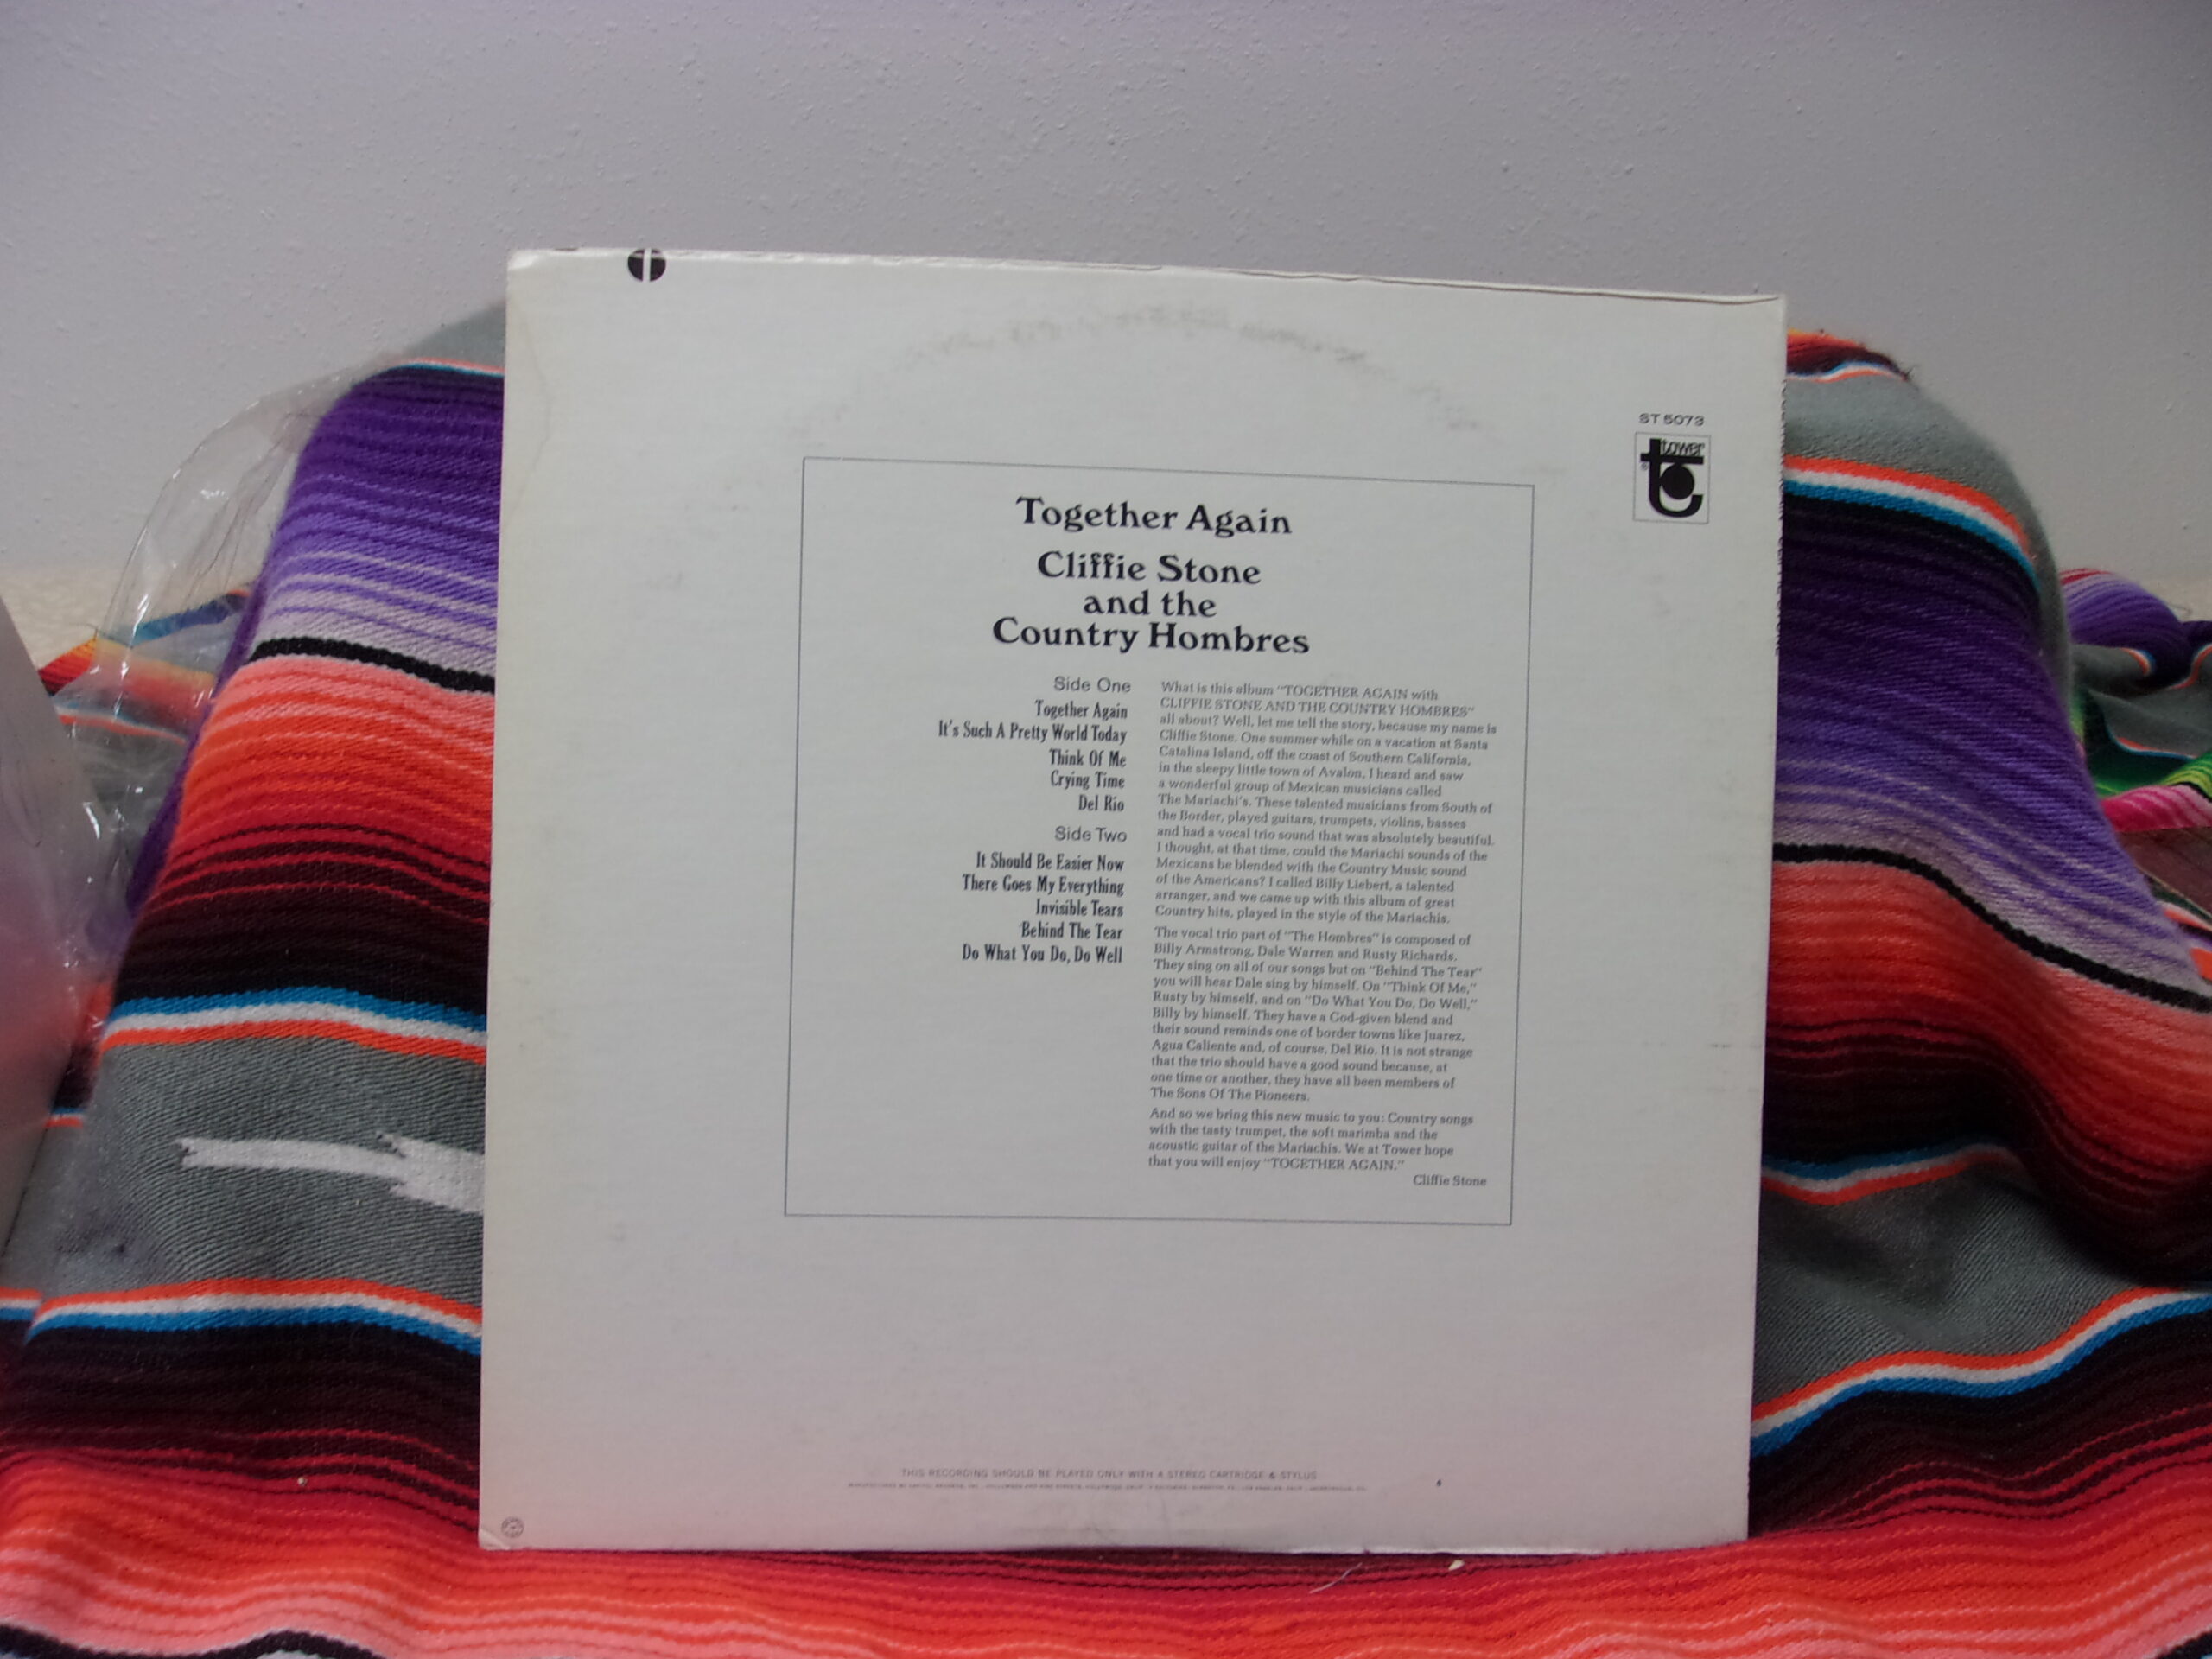 ST 5073
tower
Together Again
Cliffie Stone
and the
Country Hombres
Side One
Together Again
It's Such A Pretty World Today
Think Of Me
Crying Time
Del Rio
Side Two
It Should Be Easier Now
There Goes My Everything
Invisible Tears
Behind The Tear
Do What You Do, Do Well
What is this album "TOGETHER AGAIN with
CLIFFIE STONE AND THE COUNTRY HOMBRES"
all about? Well, let me tell the story, because my name is
Cliffie Stone. One summer while on a vacation at Santa
Catalina Island, off the coast of Southern California,
in the sleepy little town of Avalon, I heard and saw
a wonderful group of Mexican musicians called
The Mariachi's. These talented musicians from South of
the Border, played guitars, trumpets, violins, basses
and had a vocal trio sound that was absolutely beautiful.
I thought, at that time, could the Mariachi sounds of the
Mexicans be blended with the Country Music sound
of the Americans? I called Billy Liebert, a talented
arranger, and we came up with this album of great
Country hits, played in the style of the Mariachis.
The vocal trio part of "The Hombres" is composed of
Billy Armstrong, Dale Warren and Rusty Richards.
They sing on all of our songs but on "Behind The Tear"
you will hear Dale sing by himself. On "Think Of Me,"
Rusty by himself, and on "Do What You Do, Do Well,"
Billy by himself. They have a God-given blend and
their sound reminds one of border towns like Juarez,
Agua Caliente and, of course, Del Rio. It is not strange
that the trio should have a good sound because, at
one time or another, they have all been members of
The Sons Of The Pioneers.
And so we bring this new music to you: Country songs
with the tasty trumpet, the soft marimba and the
acoustic guitar of the Mariachis. We at Tower hope
that you will enjoy "TOGETHER AGAIN."
Cliffie Stone
THIS RECORDING SHOULD BE PLAYED ONLY WITH A STEREO CARTRIDGE & STYLUS